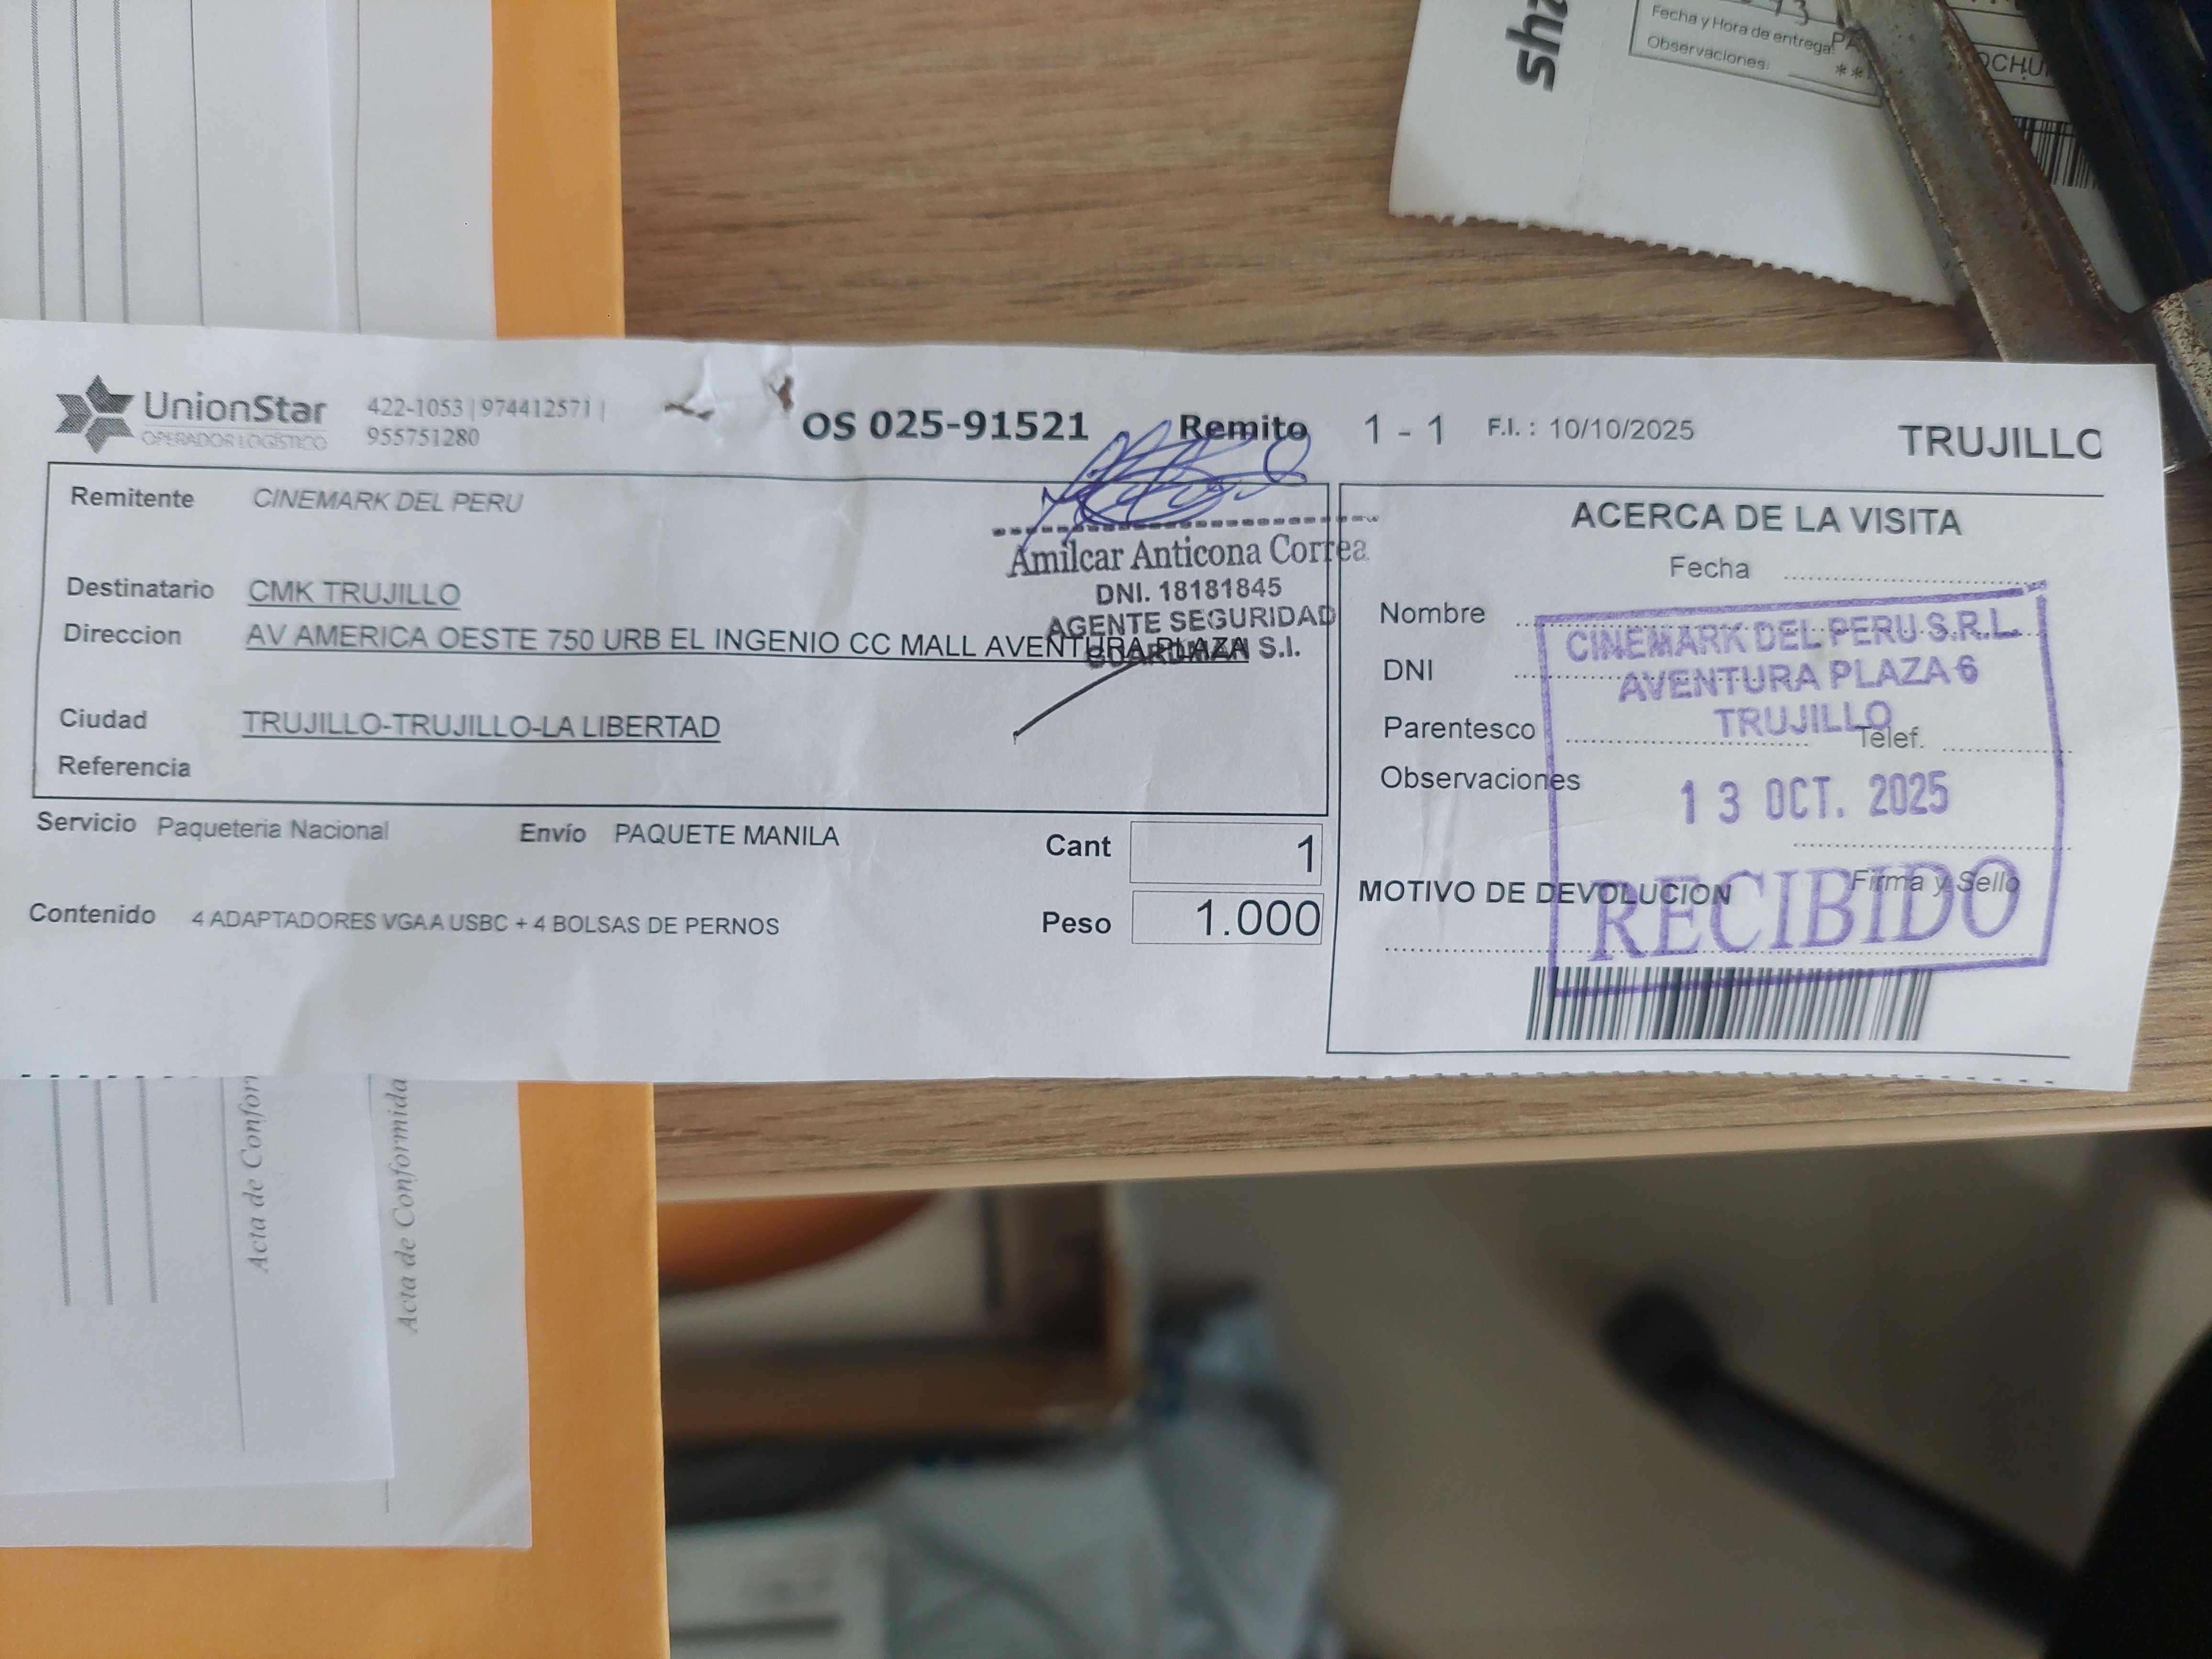 sha
Fecha y Hora de entrega:
Observaciones:
UnionStar
OPERADOR LOGÍSTICO
422-1053 | 974412571 |
955751280
OS 025-91521 Remito 1 - 1 F.I. : 10/10/2025 TRUJILLO
Remitente CINEMARK DEL PERU
Destinatario CMK TRUJILLO
Direccion AV AMERICA OESTE 750 URB EL INGENIO CC MALL AVENTURA PLAZA
Ciudad TRUJILLO-TRUJILLO-LA LIBERTAD
Referencia
Amilcar Anticona Correa
DNI. 18181845
AGENTE SEGURIDAD
S.I.
Servicio Paqueteria Nacional Envío PAQUETE MANILA Cant 1
Contenido 4 ADAPTADORES VGA A USBC + 4 BOLSAS DE PERNOS Peso 1.000
ACERCA DE LA VISITA
Fecha
Nombre
DNI
Parentesco Telef.
Observaciones
Firma y Sello
MOTIVO DE DEVOLUCION
CINEMARK DEL PERU S.R.L.
AVENTURA PLAZA 6
TRUJILLO
13 OCT. 2025
RECIBIDO
Acta de Confor
Acta de Conformida